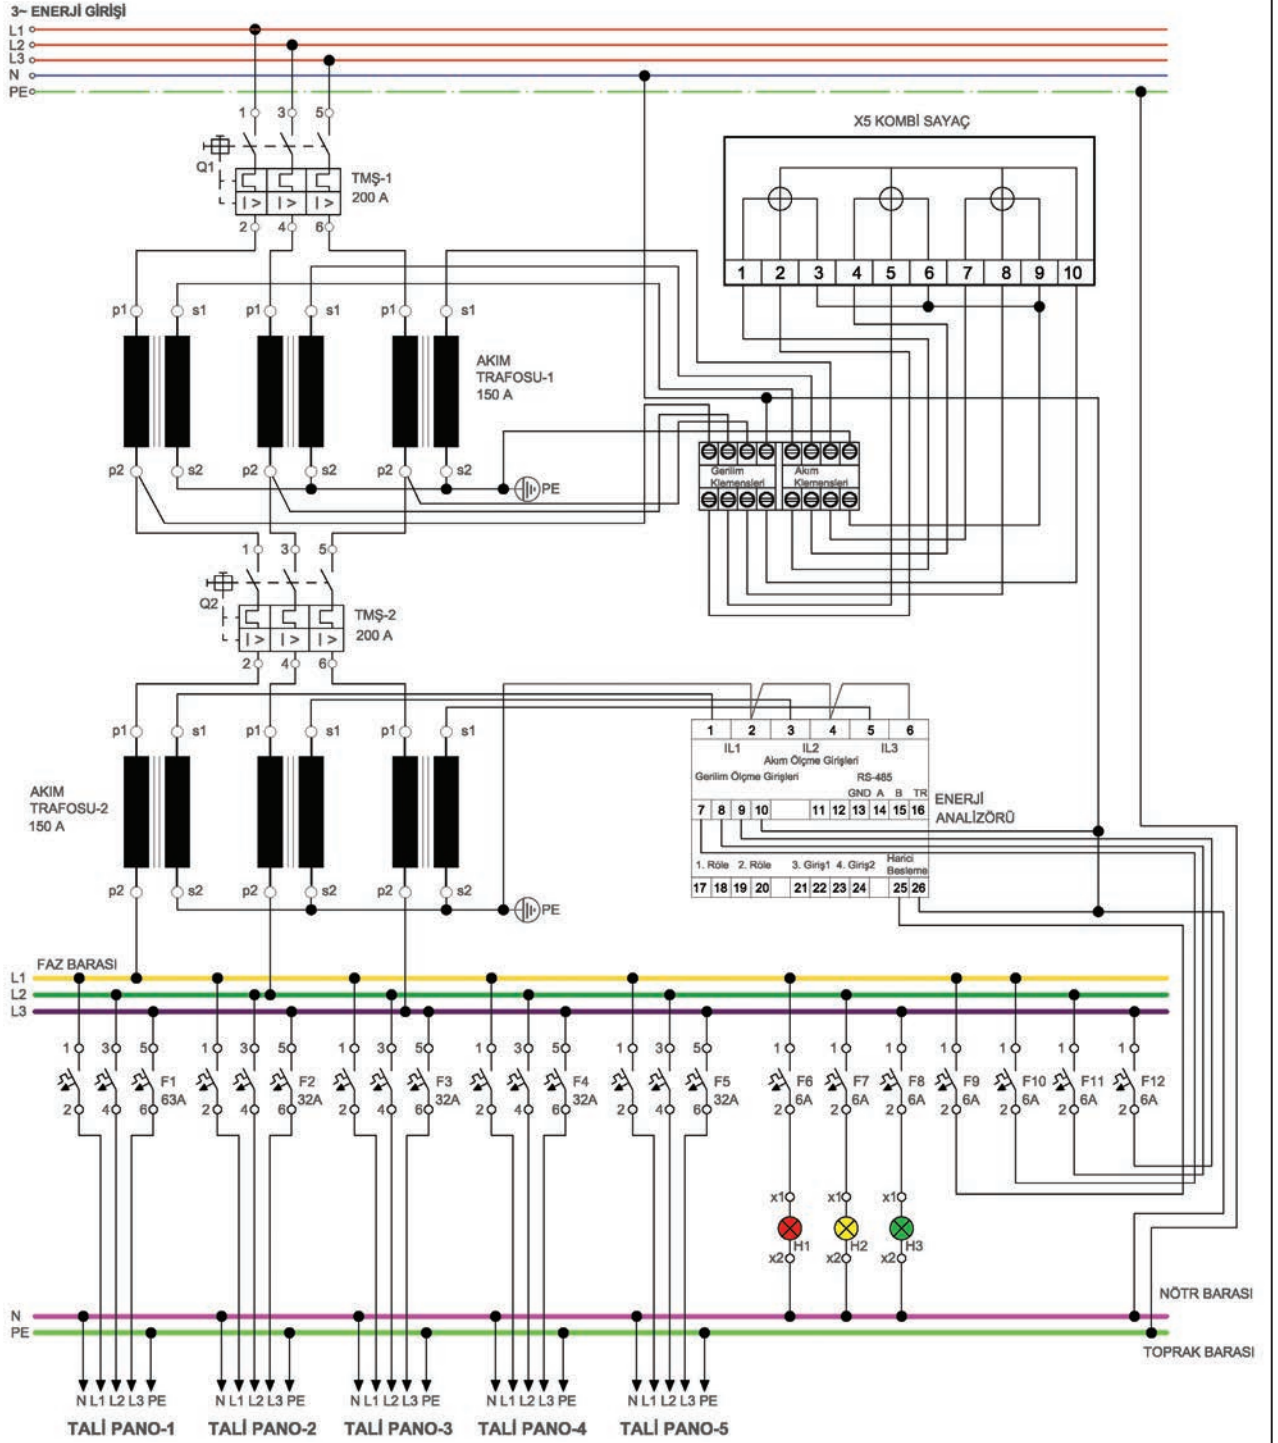 3~ ENERJİ GİRİŞİ
L1
L2
L3
N
PE
1 3 5
Q1
TMŞ-1
200 A
I > I > I >
2 4 6
X5 KOMBİ SAYAÇ
1 2 3 4 5 6 7 8 9 10
p1 s1 p1 s1 p1 s1
AKIM
TRAFOSU-1
150 A
p2 s2 p2 s2 p2 s2
PE
Gerilim
Klemensleri
Akım
Klemensleri
1 3 5
Q2
TMŞ-2
200 A
I > I > I >
2 4 6
p1 s1 p1 s1 p1 s1
AKIM
TRAFOSU-2
150 A
p2 s2 p2 s2 p2 s2
PE
1 2 3 4 5 6
IL1 IL2 IL3
Akım Ölçme Girişleri
Gerilim Ölçme Girişleri RS-485
GND A B TR
7 8 9 10 11 12 13 14 15 16
ENERJİ
ANALİZÖRÜ
1. Röle 2. Röle 3. Giriş1 4. Giriş2 Harici
Besleme
17 18 19 20 21 22 23 24 25 26
FAZ BARASI
L1
L2
L3
1 3 5 1 3 5 1 3 5 1 3 5 1 3 5 1 1 1 1 1 1 1
F1 F2 F3 F4 F5 F6 F7 F8 F9 F10 F11 F12
63A 32A 32A 32A 32A 6A 6A 6A 6A 6A 6A 6A
2 4 6 2 4 6 2 4 6 2 4 6 2 4 6 2 2 2 2 2 2 2
x1 x1 x1
H1 H2 H3
x2 x2 x2
NÖTR BARASI
N
PE
TOPRAK BARASI
N L1 L2 L3 PE N L1 L2 L3 PE N L1 L2 L3 PE N L1 L2 L3 PE N L1 L2 L3 PE
TALİ PANO-1 TALİ PANO-2 TALİ PANO-3 TALİ PANO-4 TALİ PANO-5